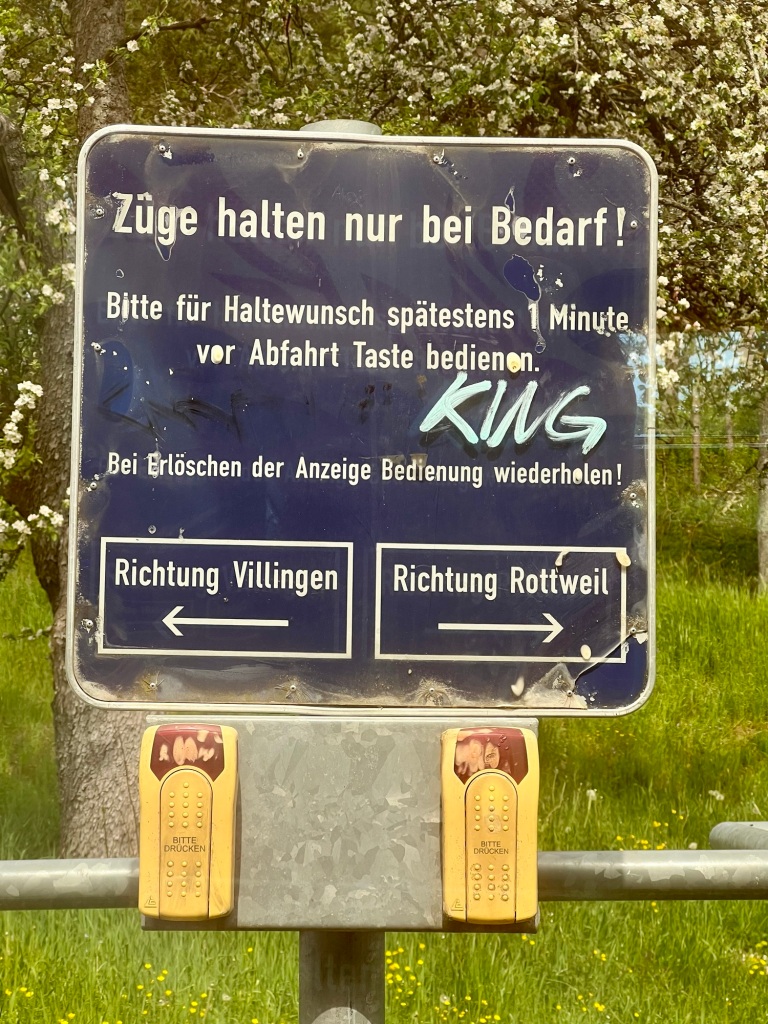 Züge halten nur bei Bedarf!
Bitte für Haltewunsch spätestens 1 Minute
vor Abfahrt Taste bedienen.
KING
Bei Erlöschen der Anzeige Bedienung wiederholen!
Richtung Villingen
Richtung Rottweil
BITTE
DRÜCKEN
BITTE
DRÜCKEN